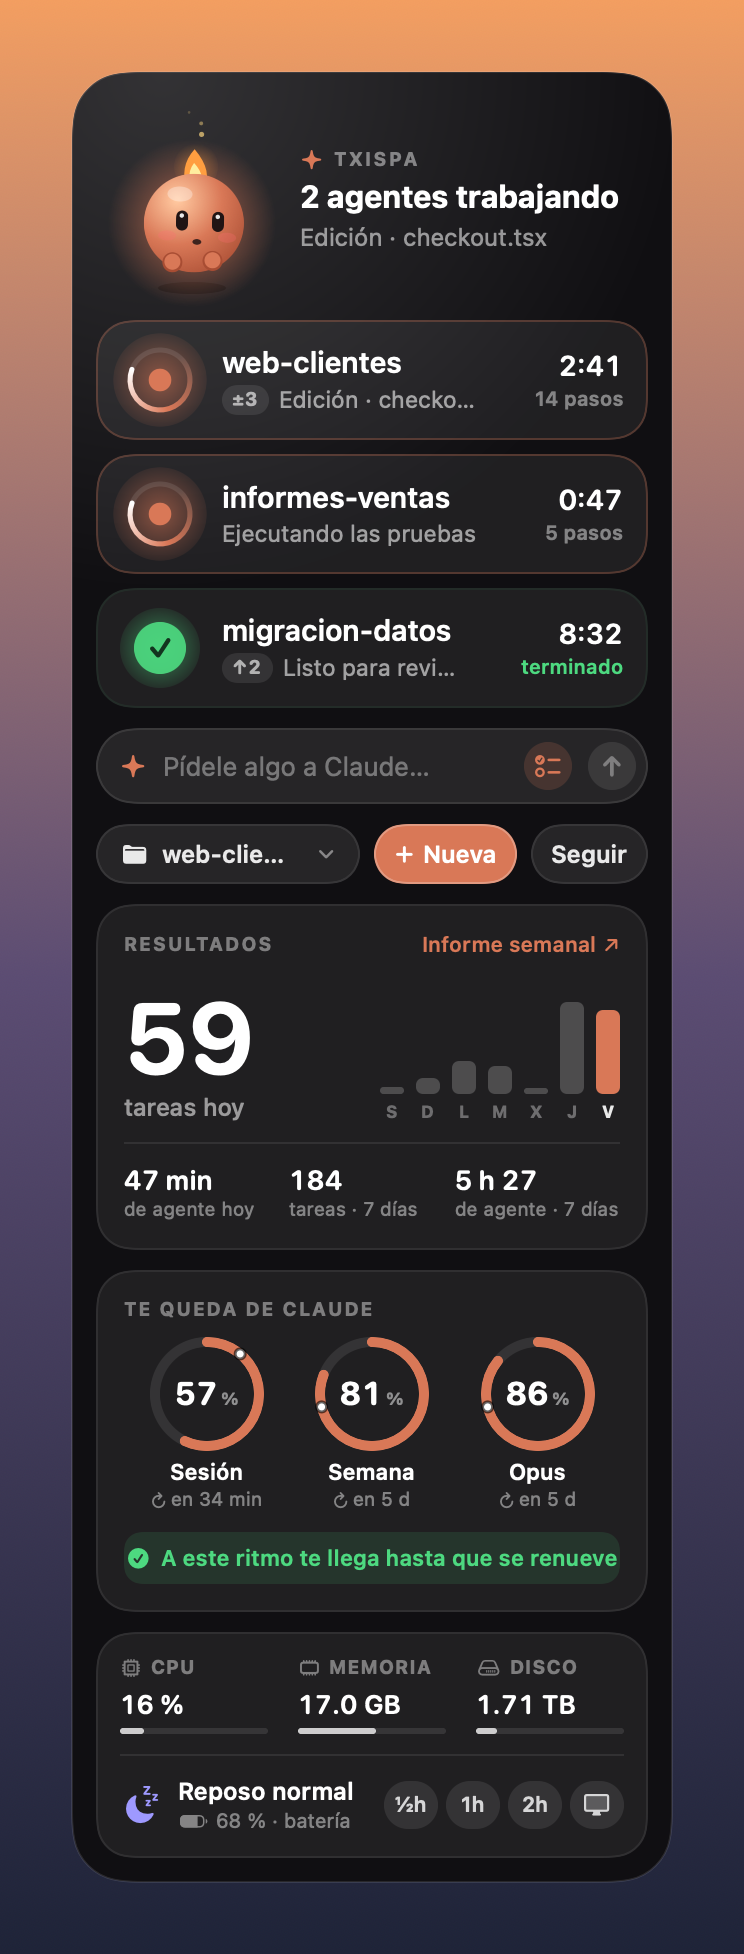 TXISPA
2 agentes trabajando
Edición · checkout.tsx
web-clientes
2:41
±3 Edición · checko...
14 pasos
informes-ventas
0:47
Ejecutando las pruebas
5 pasos
migracion-datos
8:32
↑2 Listo para revi...
terminado
Pídele algo a Claude...
web-clie...
+ Nueva
Seguir
RESULTADOS
Informe semanal ↗
59
tareas hoy
S D L M X J V
47 min
184
5 h 27
de agente hoy
tareas · 7 días
de agente · 7 días
TE QUEDA DE CLAUDE
57 %
81 %
86 %
Sesión
Semana
Opus
en 34 min
en 5 d
en 5 d
A este ritmo te llega hasta que se renueve
CPU
MEMORIA
DISCO
16 %
17.0 GB
1.71 TB
z z z
Reposo normal
68 % · batería
½h
1h
2h